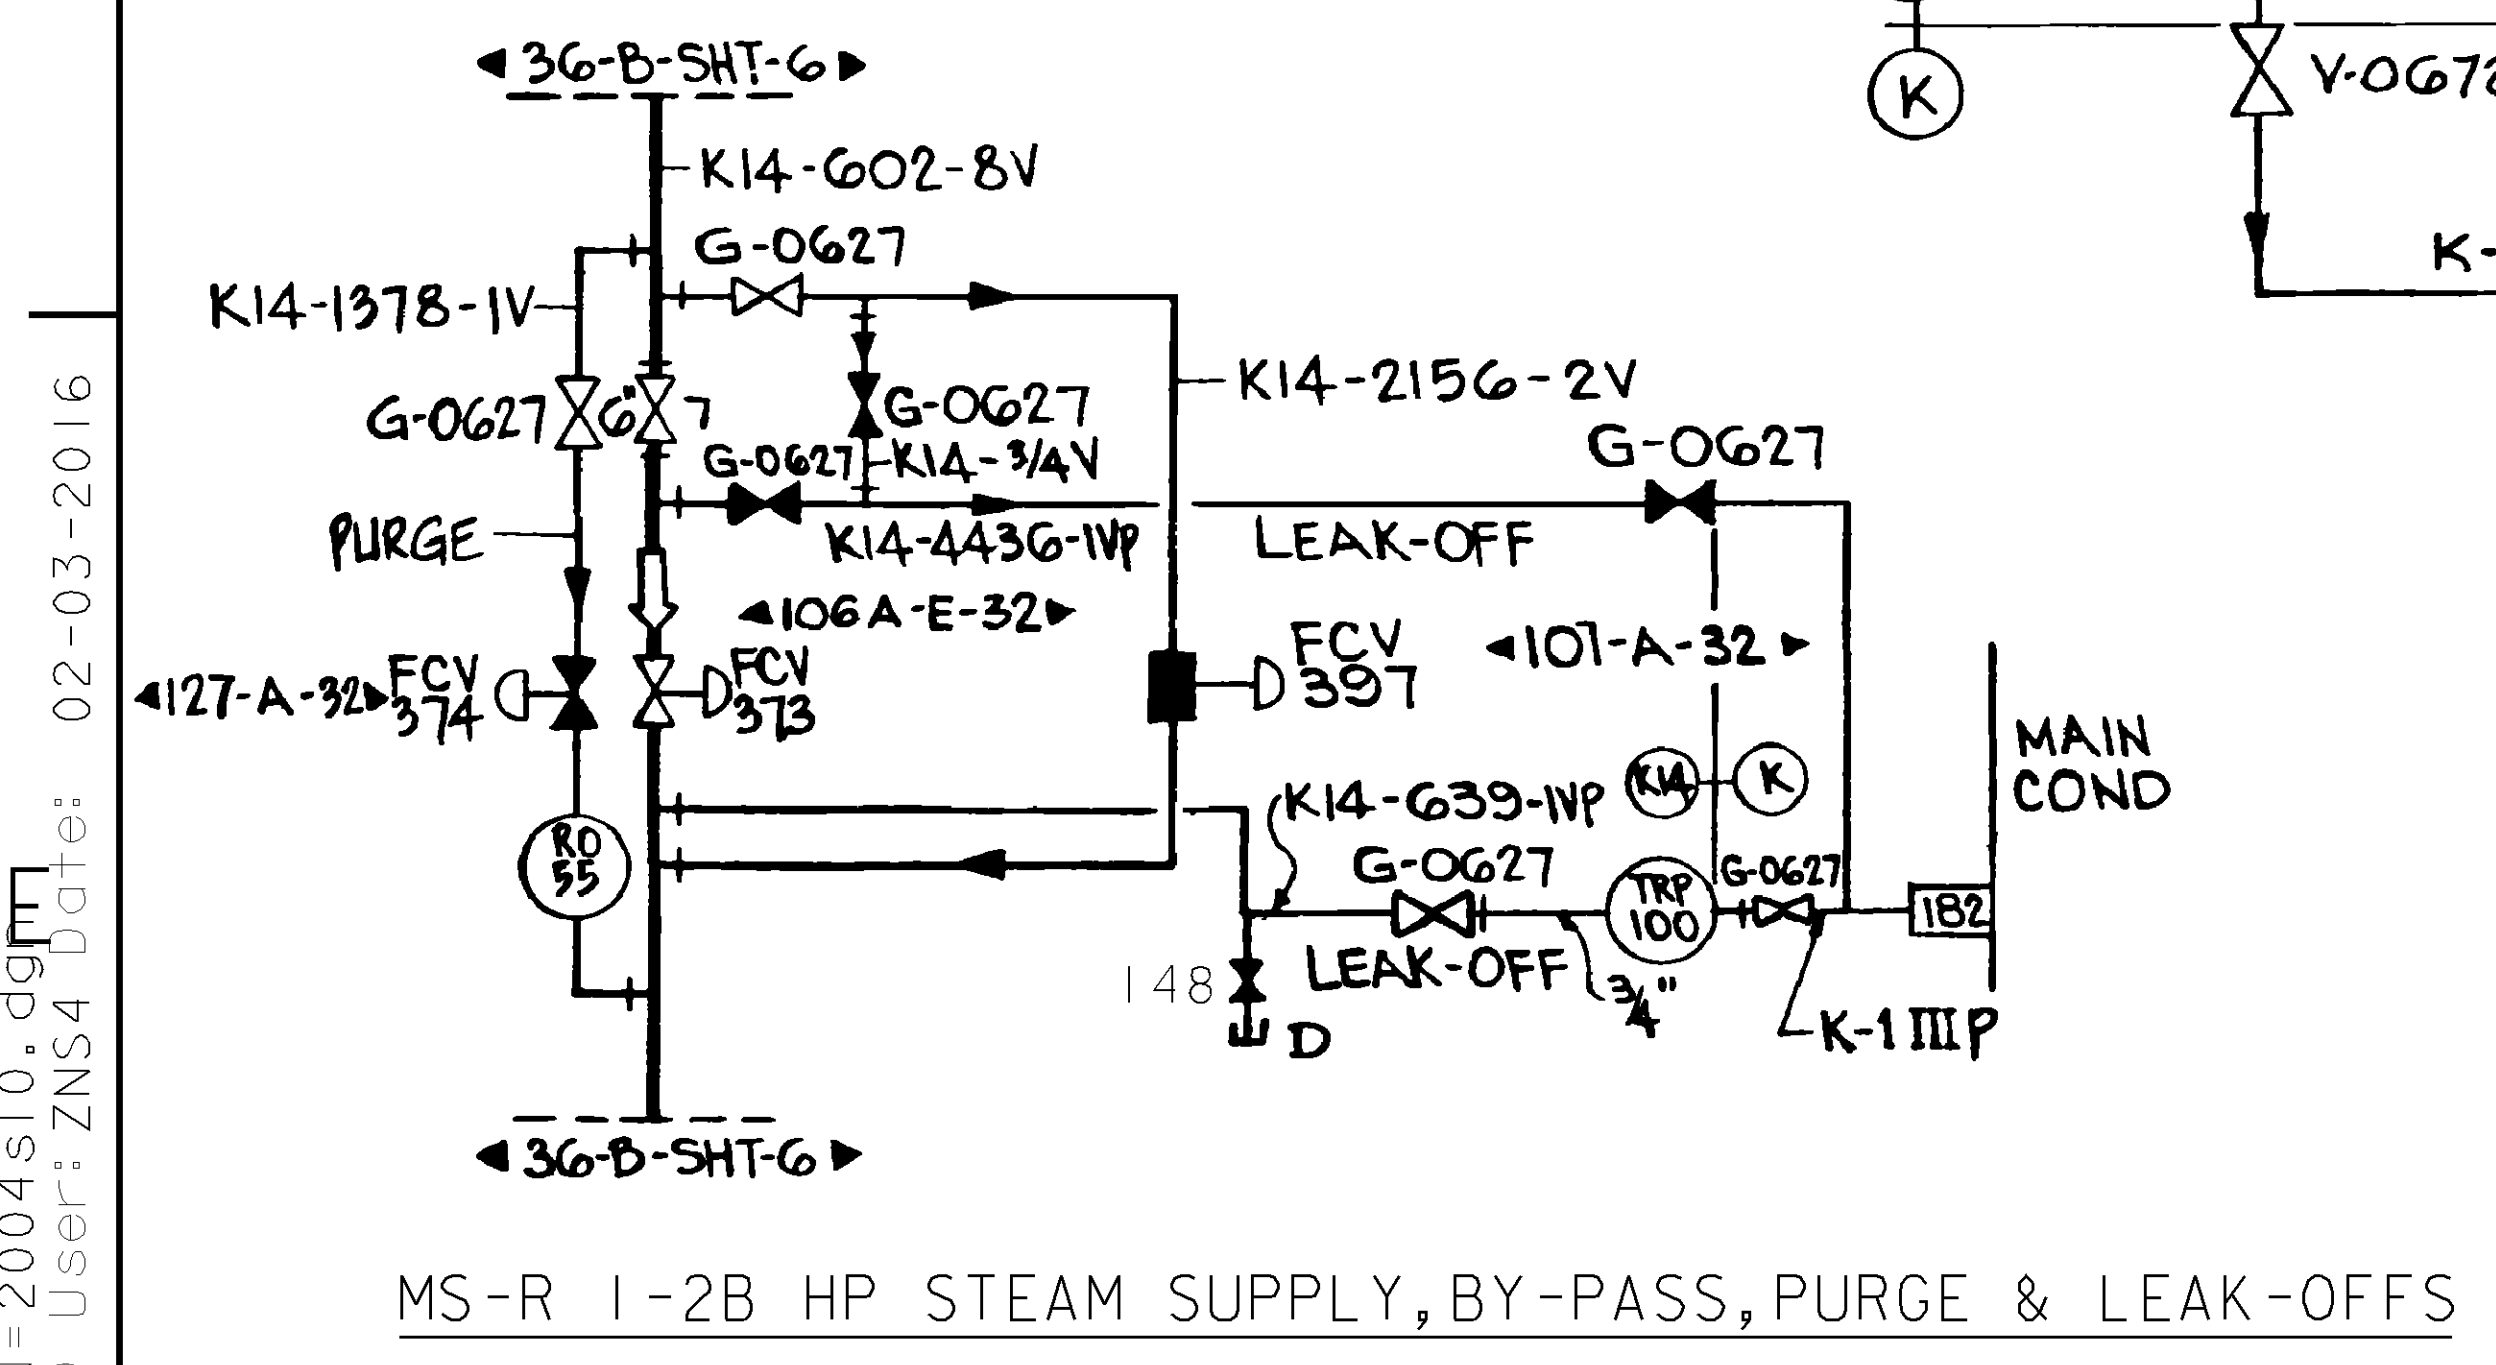 36-B-SHT-6
K
V-0672
K14-602-8V
G-0627
K-
K14-1378-1V
K14-2156-2V
G-0627
6"
7
G-0627
G-0627
K14-3/4V
G-0627
PURGE
K14-4436-1VP
LEAK-OFF
106A-E-32
127-A-32
FCV
374
FCV
373
FCV
397
101-A-32
MAIN
COND
K14
K
K14-639-1VP
RO
55
G-0627
G-0627
TRP
100
182
148
LEAK-OFF
3/4"
D
K-1 III P
36-B-SHT-6
MS-R 1-2B HP STEAM SUPPLY, BY-PASS, PURGE & LEAK-OFFS
E
User: ZNS4 Date: 02-03-2016